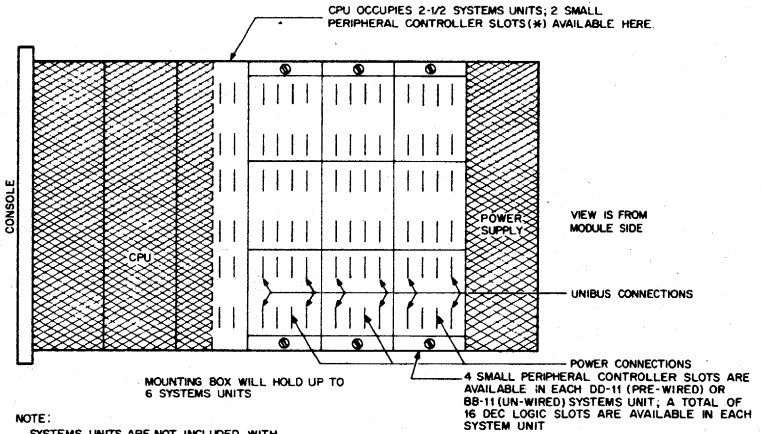 CPU OCCUPIES 2-1/2 SYSTEMS UNITS; 2 SMALL
PERIPHERAL CONTROLLER SLOTS(*) AVAILABLE HERE.
CONSOLE
CPU
POWER
SUPPLY
VIEW IS FROM
MODULE SIDE
UNIBUS CONNECTIONS
POWER CONNECTIONS
MOUNTING BOX WILL HOLD UP TO
6 SYSTEMS UNITS
4 SMALL PERIPHERAL CONTROLLER SLOTS ARE
AVAILABLE IN EACH DD-11 (PRE-WIRED) OR
BB-11 (UN-WIRED) SYSTEMS UNIT; A TOTAL OF
16 DEC LOGIC SLOTS ARE AVAILABLE IN EACH
SYSTEM UNIT
NOTE:
SYSTEMS UNITS ARE NOT INCLUDED WITH